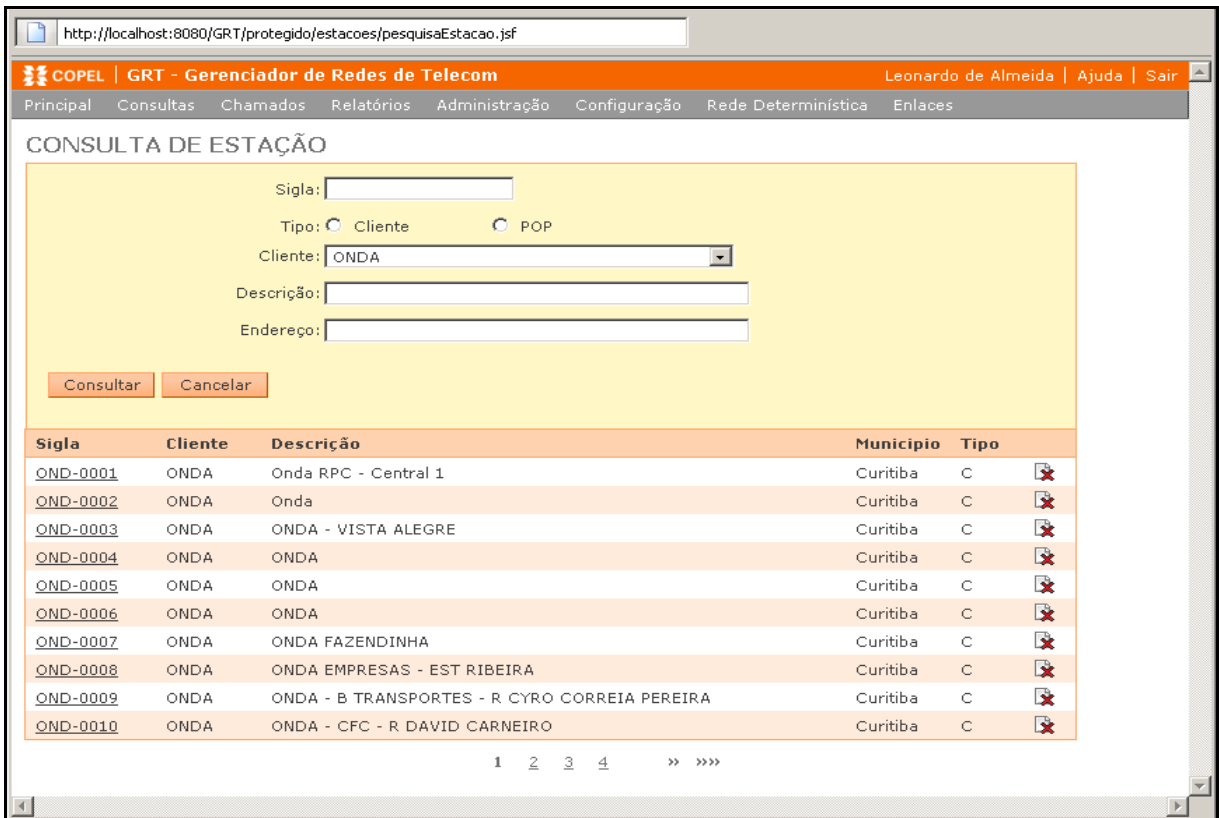 http://localhost:8080/GRT/protegido/estacoes/pesquisaEstacao.jsf
COPEL | GRT - Gerenciador de Redes de Telecom Leonardo de Almeida | Ajuda | Sair
Principal Consultas Chamados Relatórios Administração Configuração Rede Determinística Enlaces
CONSULTA DE ESTAÇÃO
Sigla:
Tipo: Cliente POP
Cliente: ONDA
Descrição:
Endereço:
Consultar Cancelar
Sigla Cliente Descrição Municipio Tipo
OND-0001 ONDA Onda RPC - Central 1 Curitiba C
OND-0002 ONDA Onda Curitiba C
OND-0003 ONDA ONDA - VISTA ALEGRE Curitiba C
OND-0004 ONDA ONDA Curitiba C
OND-0005 ONDA ONDA Curitiba C
OND-0006 ONDA ONDA Curitiba C
OND-0007 ONDA ONDA FAZENDINHA Curitiba C
OND-0008 ONDA ONDA EMPRESAS - EST RIBEIRA Curitiba C
OND-0009 ONDA ONDA - B TRANSPORTES - R CYRO CORREIA PEREIRA Curitiba C
OND-0010 ONDA ONDA - CFC - R DAVID CARNEIRO Curitiba C
1 2 3 4 »» »»»»